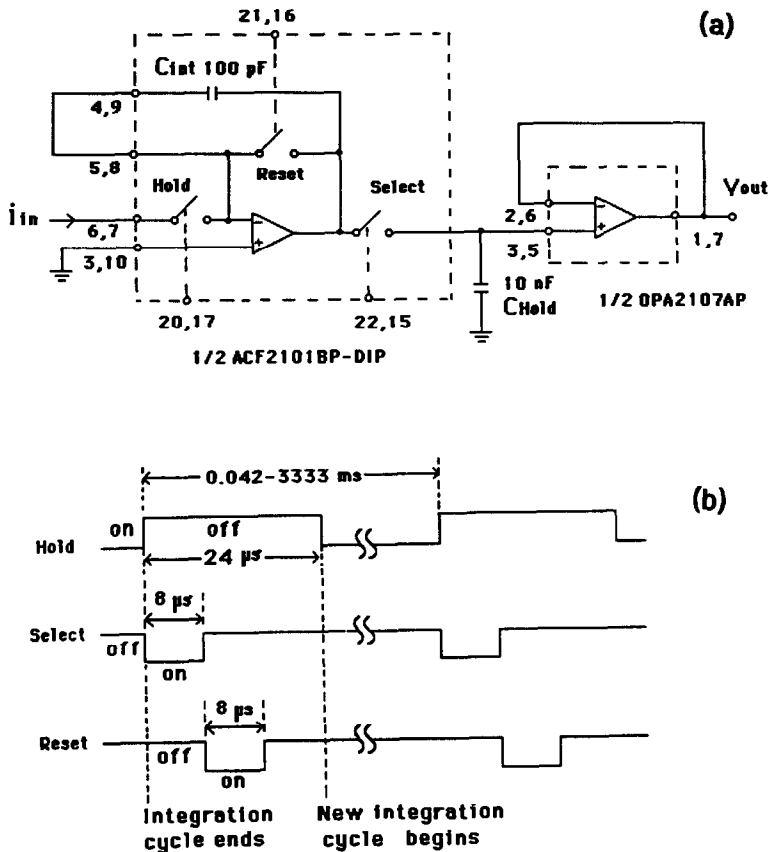 21,16
(a)
Cint 100 pF
4,9
5,8
Reset
Hold
Select
iin
6,7
3,10
2,6
3,5
Vout
1,7
10 nF
CHold
20,17
22,15
1/2 OPA2107AP
1/2 ACF2101BP-DIP
0.042-3333 ms
(b)
on
off
Hold
24 µs
8 µs
Select
off
on
8 µs
Reset
off
on
Integration
cycle ends
New integration
cycle begins